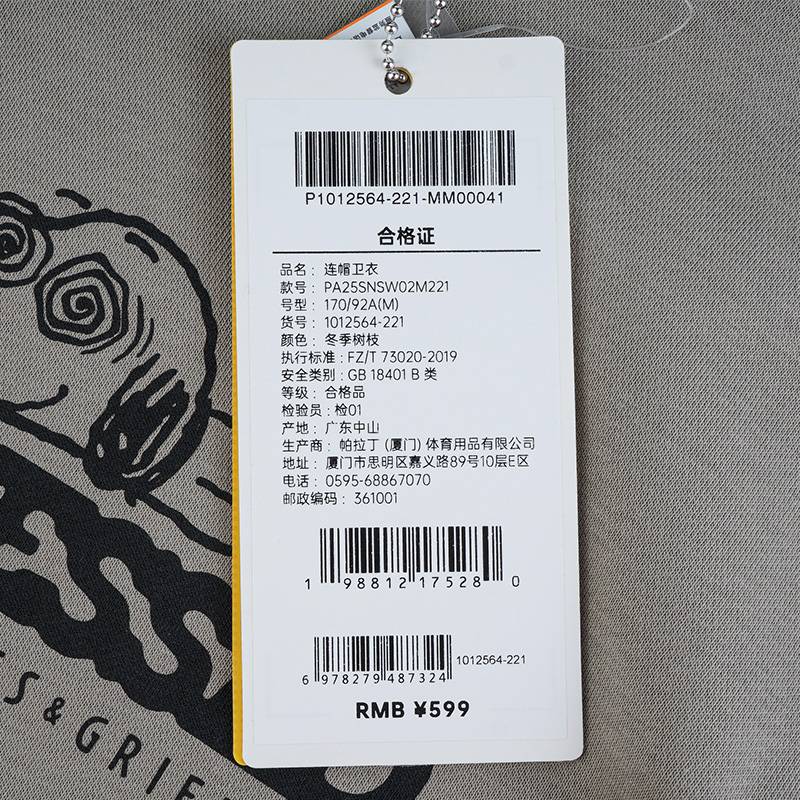 P1012564-221-MM00041
合格证
品名: 连帽卫衣
款号: PA25SNSW02M221
号型: 170/92A(M)
货号: 1012564-221
颜色: 冬季树枝
执行标准: FZ/T 73020-2019
安全类别: GB 18401 B 类
等级: 合格品
检验员: 检01
产地: 广东中山
生产商: 帕拉丁 (厦门) 体育用品有限公司
地址: 厦门市思明区嘉义路89号10层E区
电话: 0595-68867070
邮政编码: 361001
1 98812 17528 0
6 978279 487324
1012564-221
RMB ¥599
&